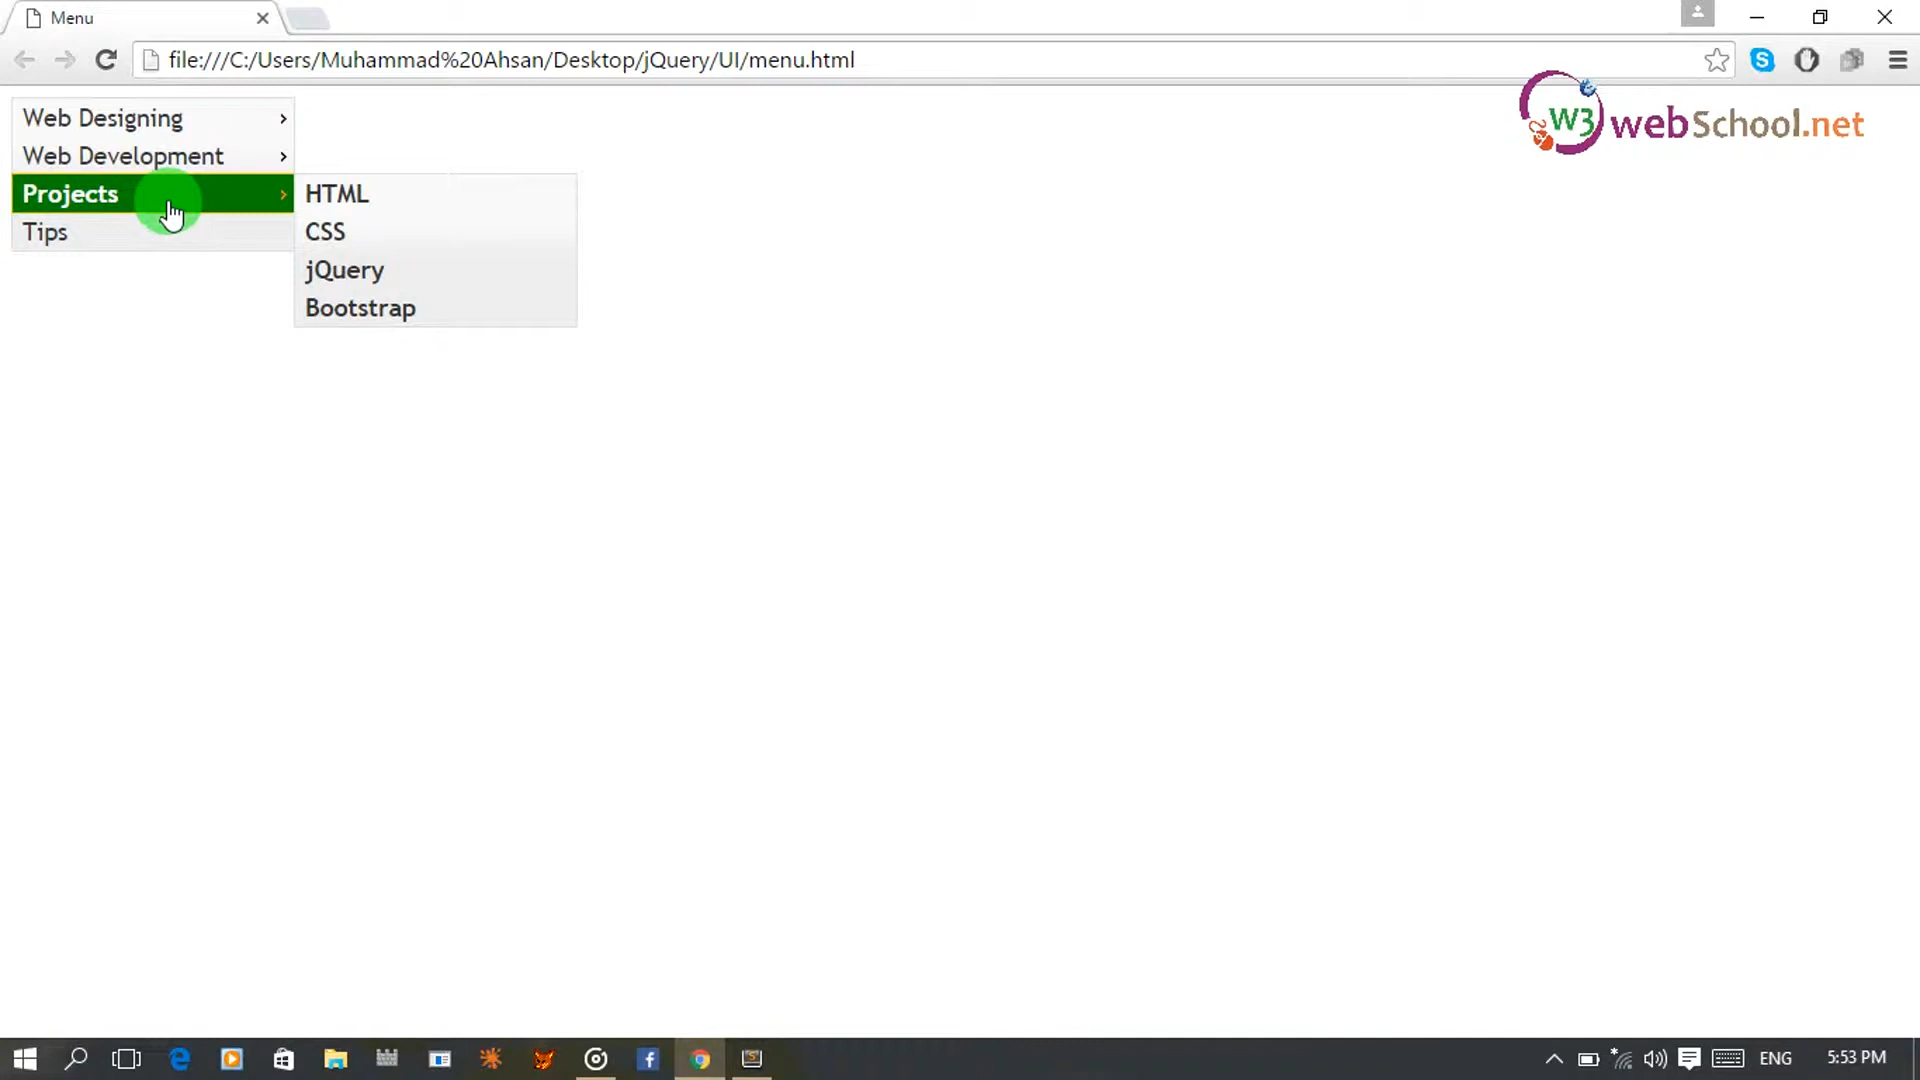 Menu
file:///C:/Users/Muhammad%20Ahsan/Desktop/jQuery/UI/menu.html
W3 webSchool.net
Web Designing
Web Development
Projects
Tips
HTML
CSS
jQuery
Bootstrap
ENG
5:53 PM